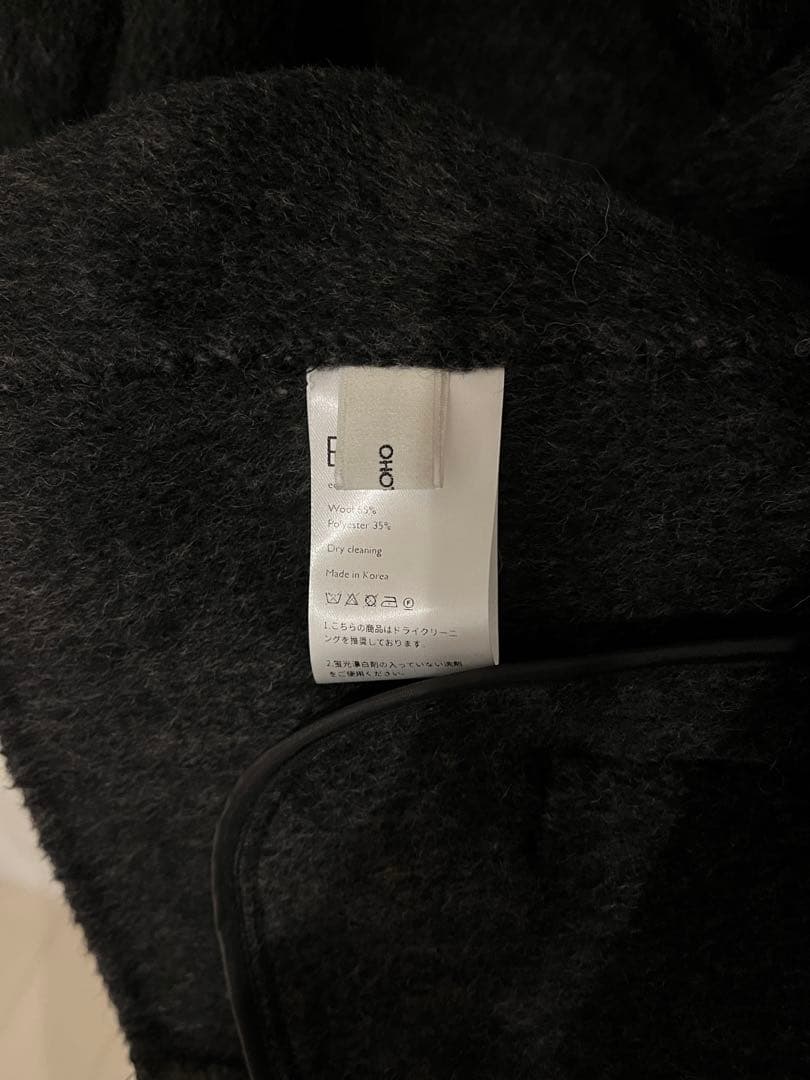 OHO
Wool 65%
Polyester 35%
Dry cleaning
Made in Korea
F
1.こちらの商品はドライクリーニ
ングを推奨しております。
2.蛍光漂白剤の入っていない洗剤
をご使用ください。